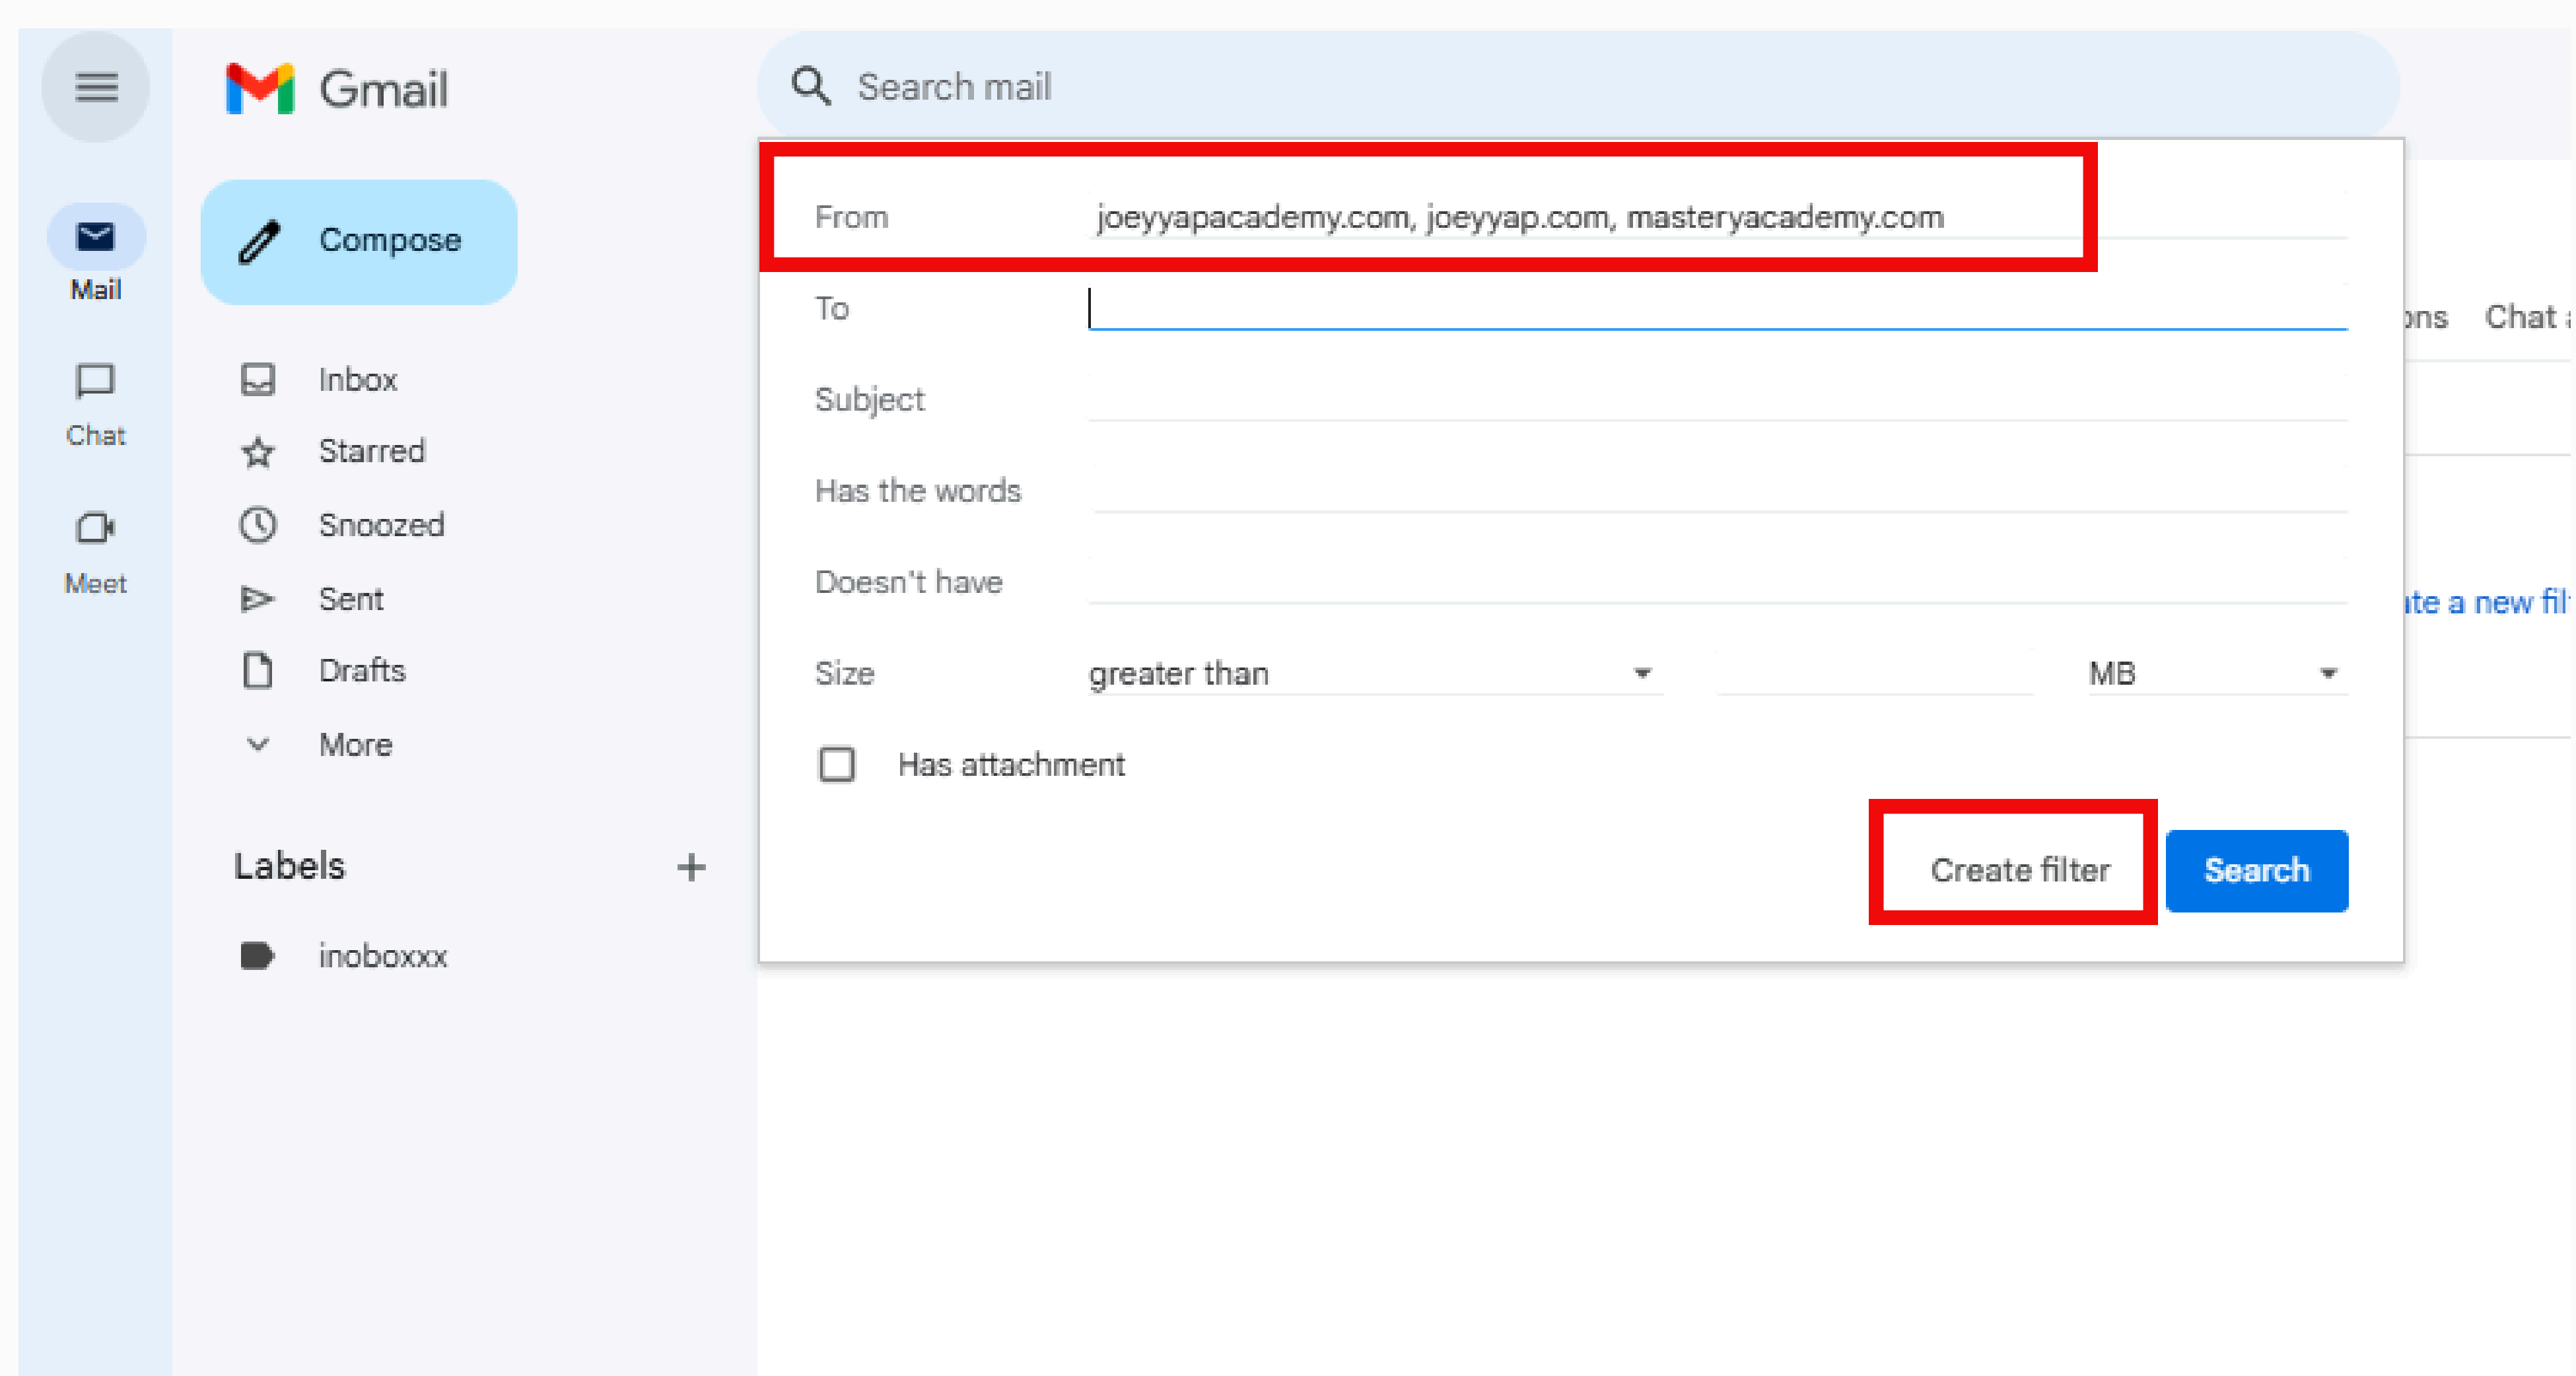 Gmail
Search mail
Compose
Mail
Chat
Meet
Inbox
Starred
Snoozed
Sent
Drafts
More
Labels
inoboxxx
From joeyyapacademy.com, joeyyap.com, masteryacademy.com
To
Subject
Has the words
Doesn't have
Size greater than MB
Has attachment
Create filter Search
Chat
a new